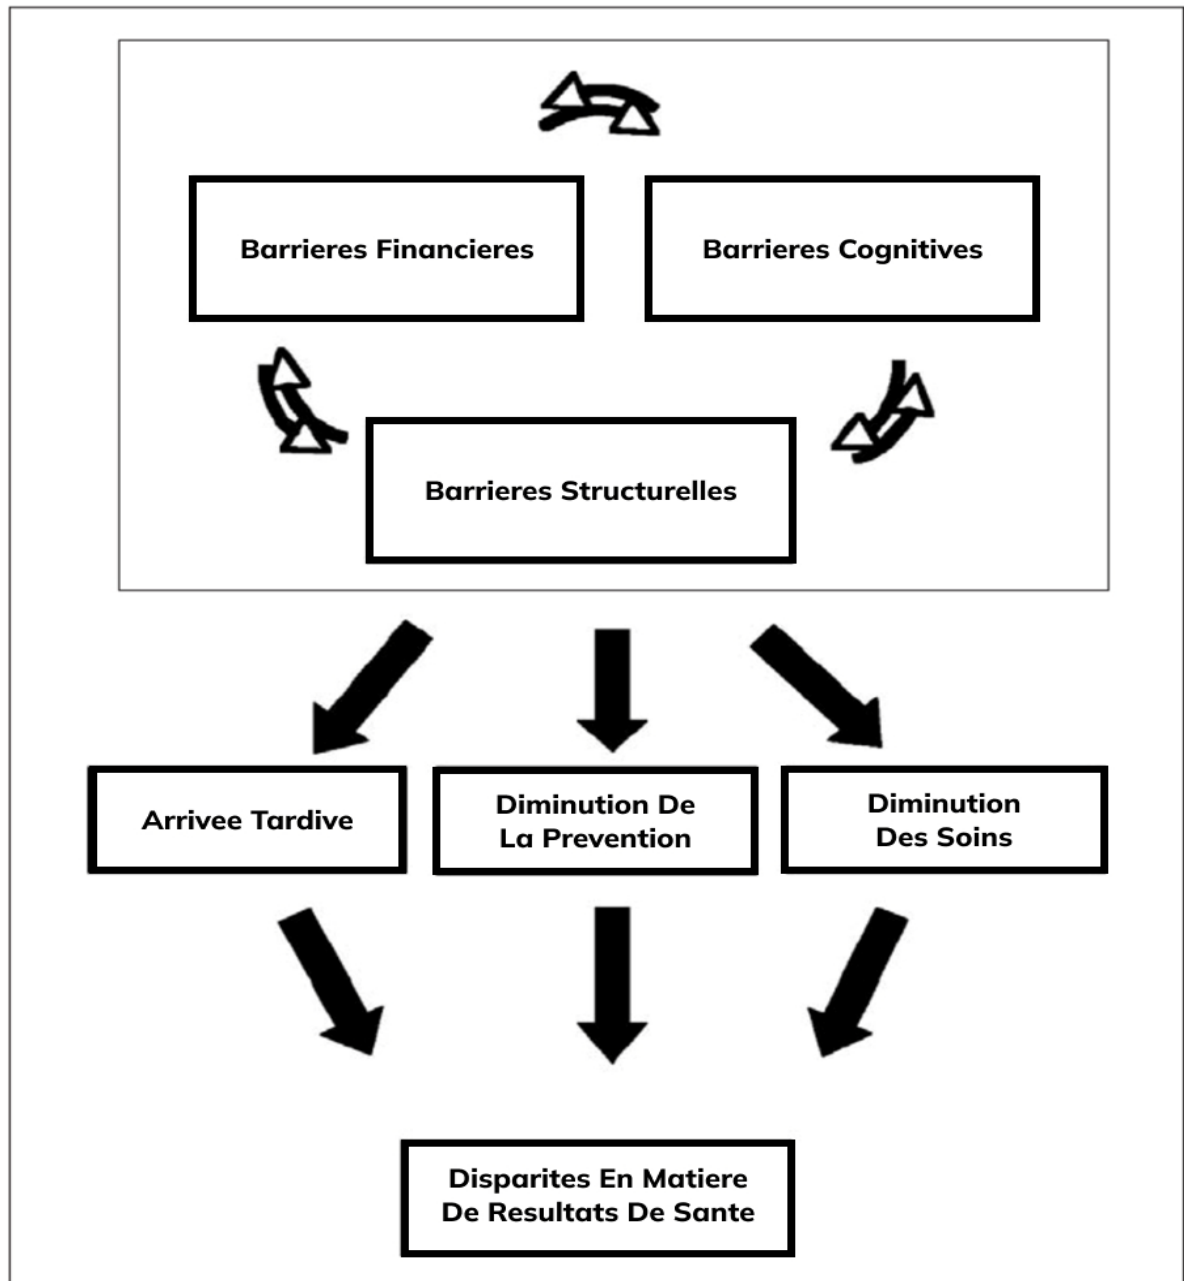 Barrieres Financieres
Barrieres Cognitives
Barrieres Structurelles
Arrivee Tardive
Diminution De
La Prevention
Diminution
Des Soins
Disparites En Matiere
De Resultats De Sante